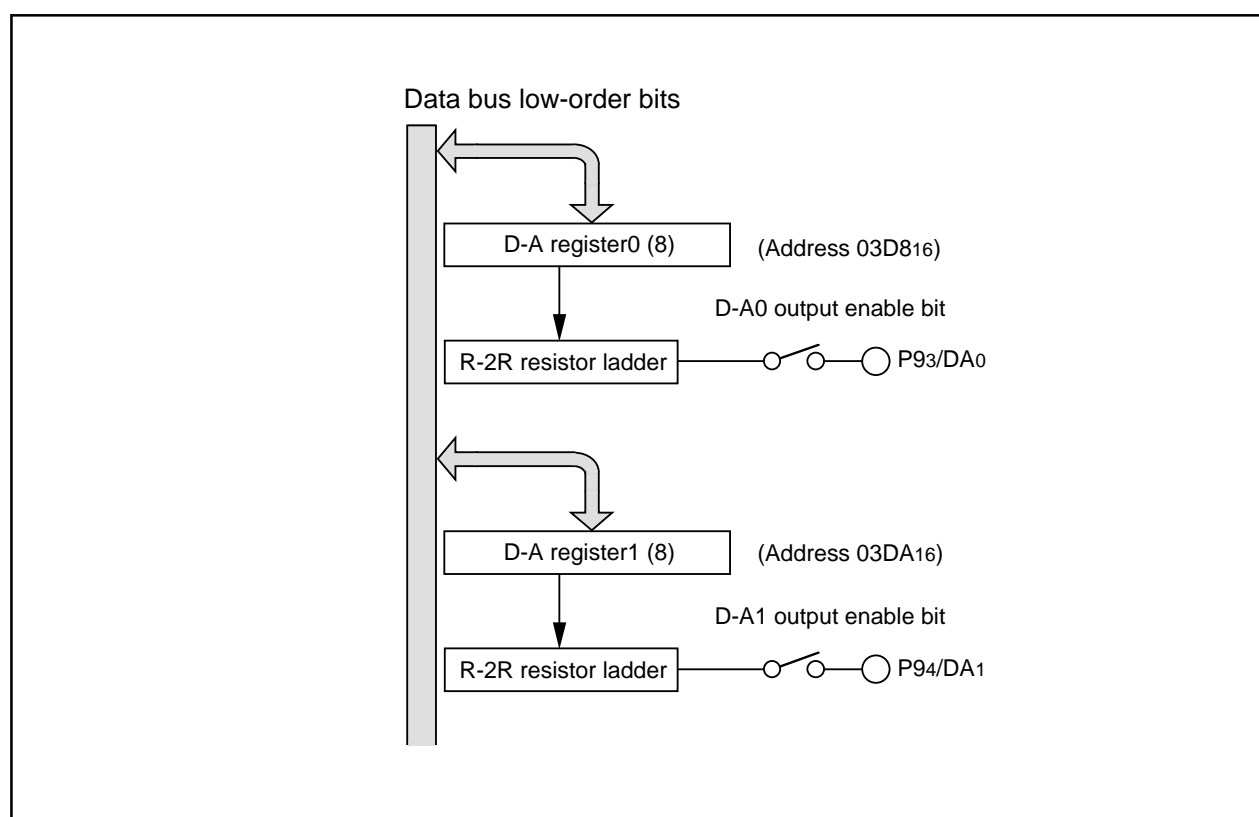 Data bus low-order bits
D-A register0 (8)
(Address 03D816)
D-A0 output enable bit
R-2R resistor ladder
P93/DA0
D-A register1 (8)
(Address 03DA16)
D-A1 output enable bit
R-2R resistor ladder
P94/DA1